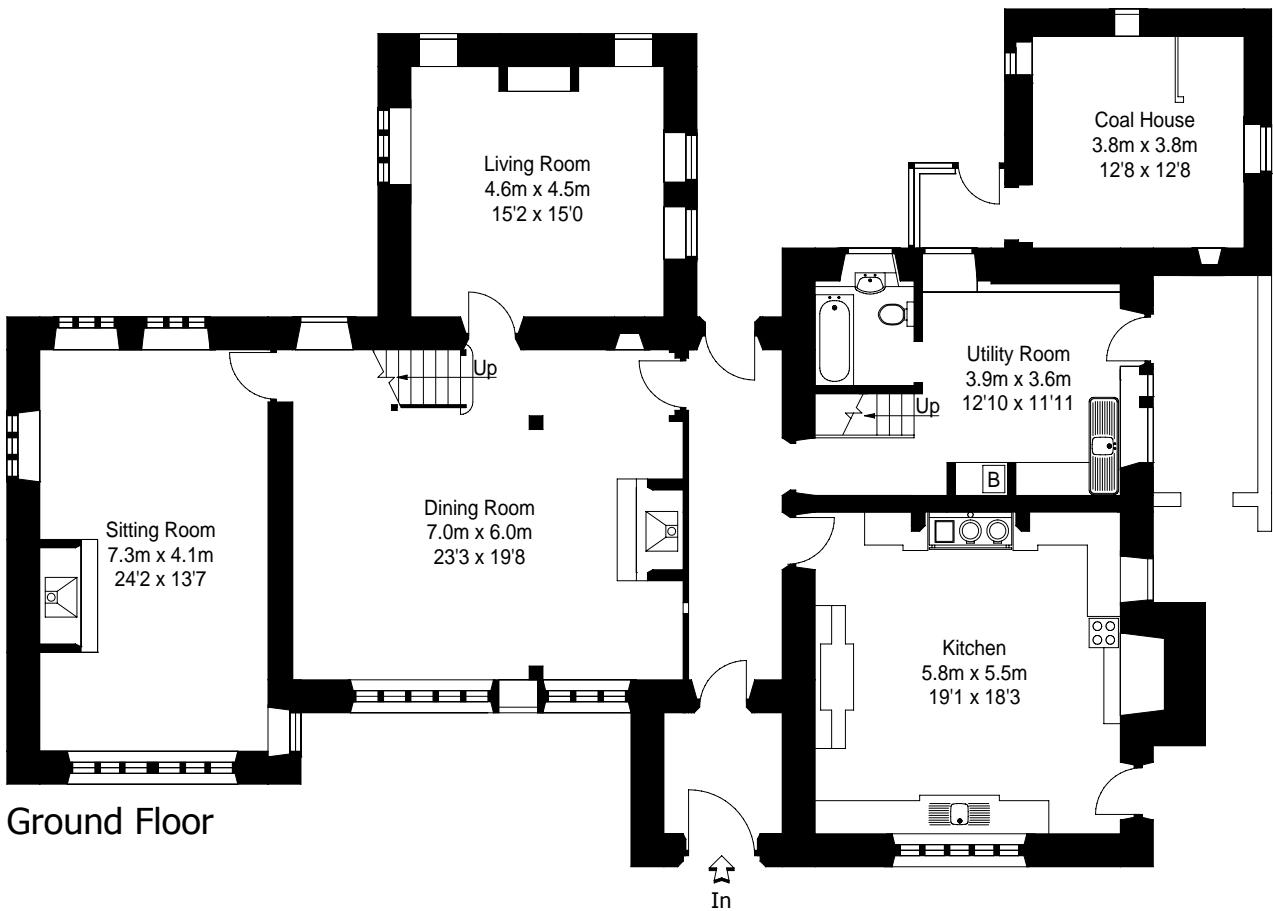 Coal House
3.8m x 3.8m
12'8 x 12'8
Living Room
4.6m x 4.5m
15'2 x 15'0
Up
Utility Room
3.9m x 3.6m
12'10 x 11'11
Up
B
Sitting Room
7.3m x 4.1m
24'2 x 13'7
Dining Room
7.0m x 6.0m
23'3 x 19'8
Kitchen
5.8m x 5.5m
19'1 x 18'3
Ground Floor
In